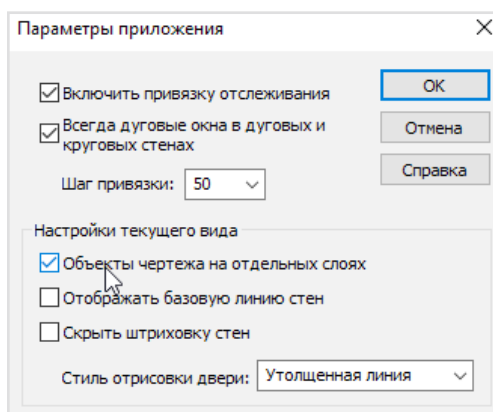 Параметры приложения
Включить привязку отслеживания
OK
Всегда дуговые окна в дуговых и
круговых стенах
Отмена
Шаг привязки: 50
Справка
Настройки текущего вида
Объекты чертежа на отдельных слоях
Отображать базовую линию стен
Скрыть штриховку стен
Стиль отрисовки двери: Утолщенная линия